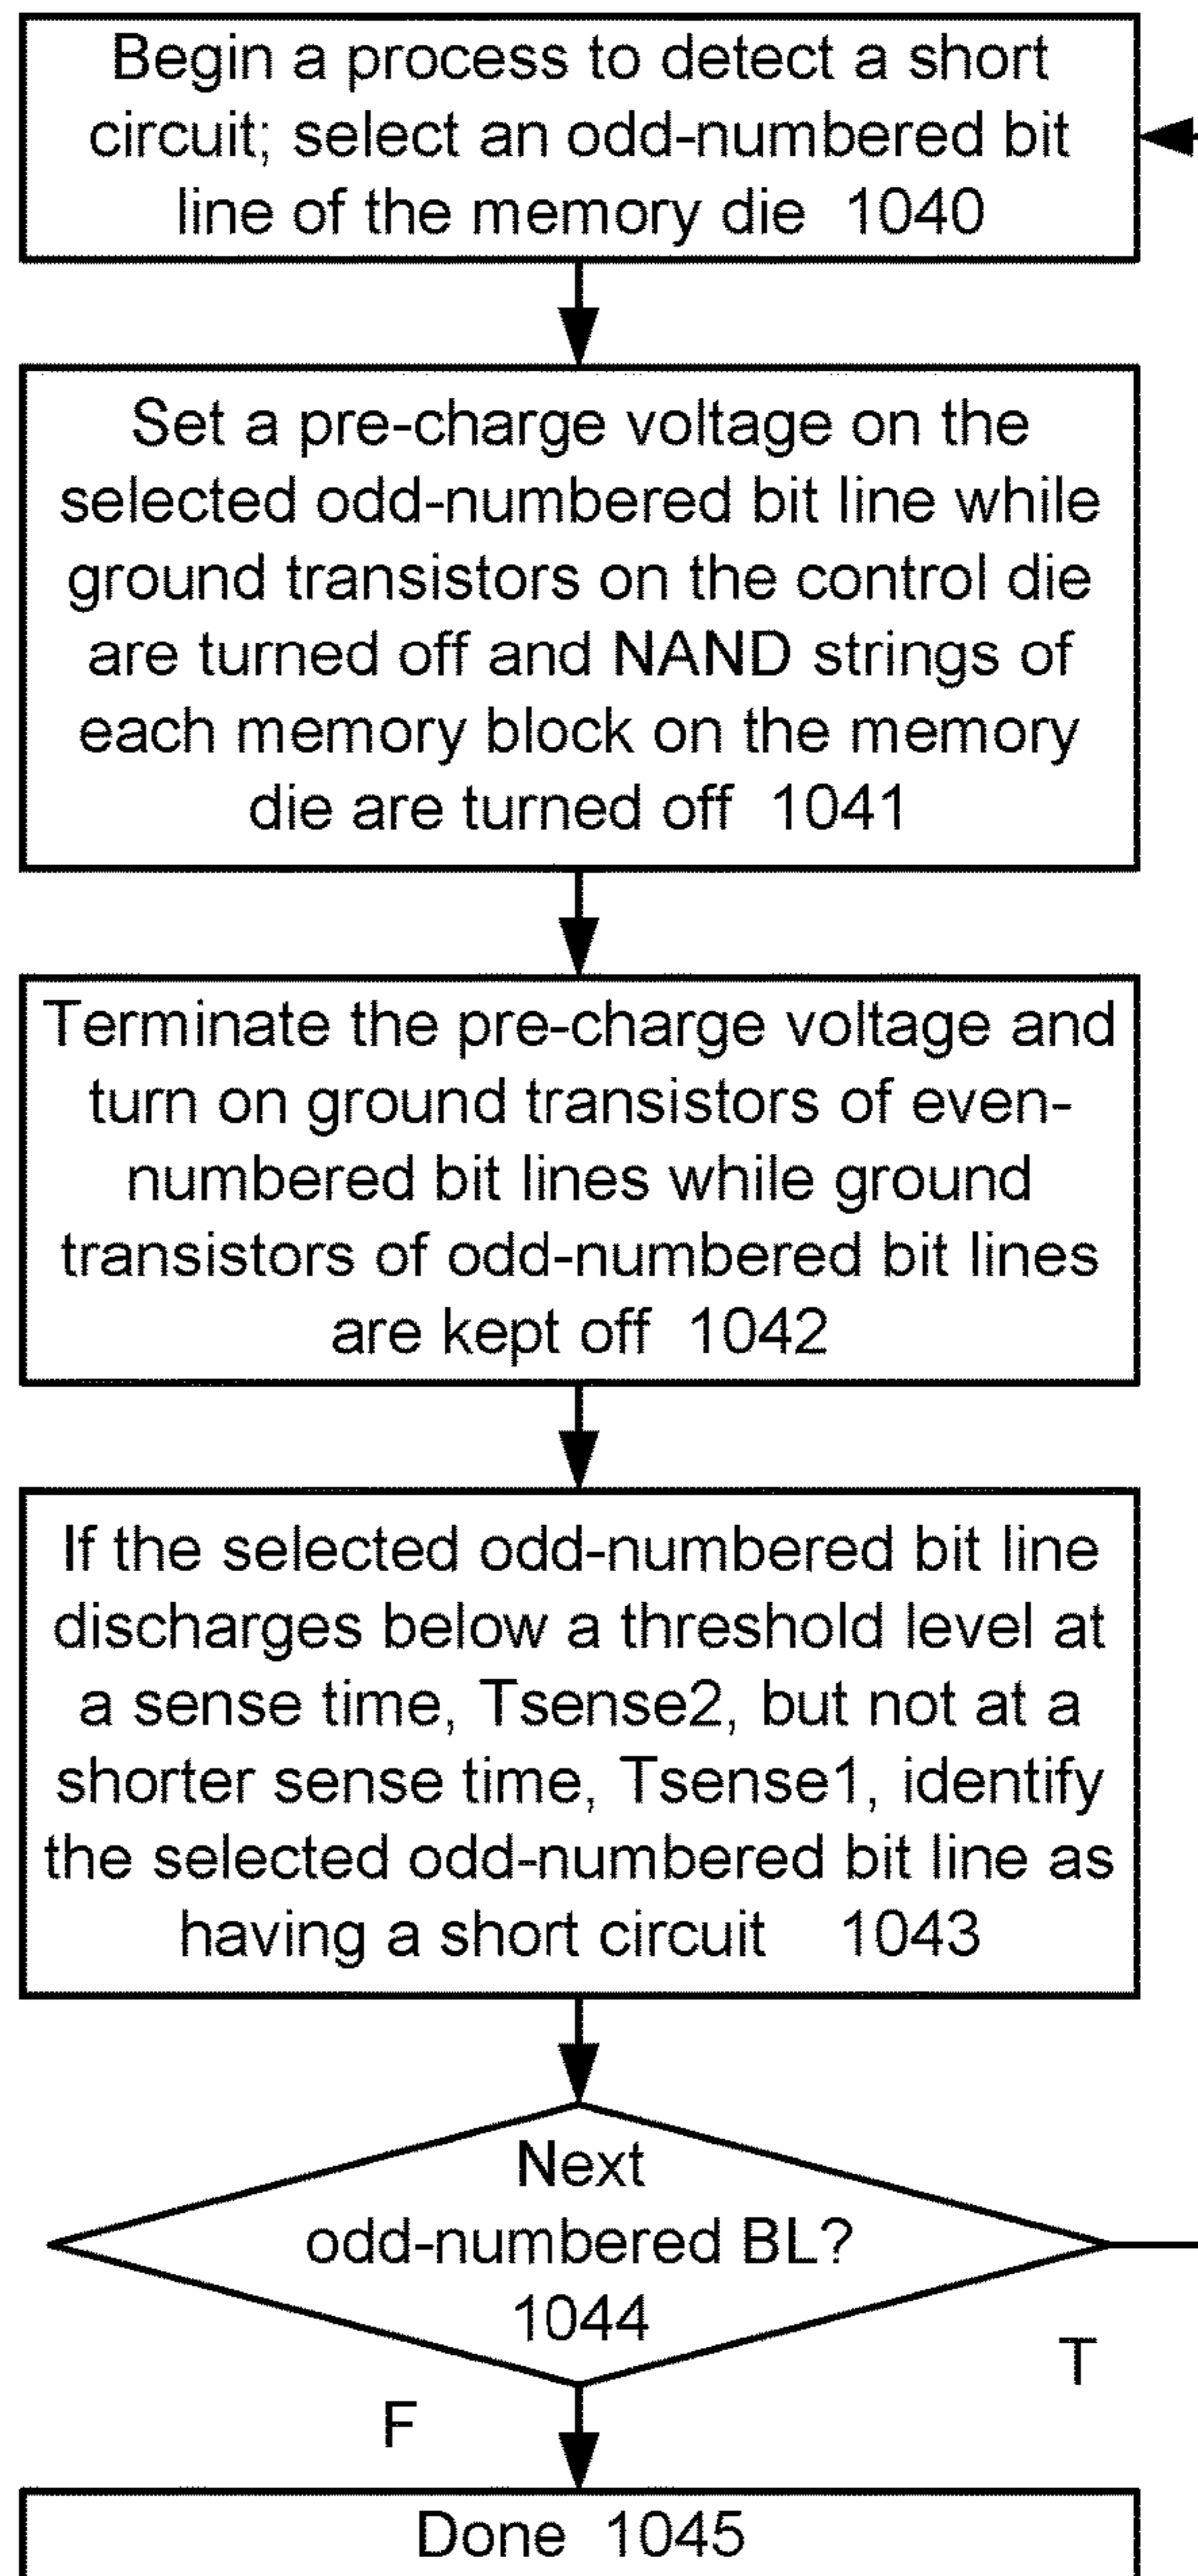 Begin a process to detect a short
circuit; select an odd-numbered bit
line of the memory die 1040
Set a pre-charge voltage on the
selected odd-numbered bit line while
ground transistors on the control die
are turned off and NAND strings of
each memory block on the memory
die are turned off 1041
Terminate the pre-charge voltage and
turn on ground transistors of even-
numbered bit lines while ground
transistors of odd-numbered bit lines
are kept off 1042
If the selected odd-numbered bit line
discharges below a threshold level at
a sense time, Tsense2, but not at a
shorter sense time, Tsense1, identify
the selected odd-numbered bit line as
having a short circuit 1043
Next
odd-numbered BL?
1044
T
F
Done 1045